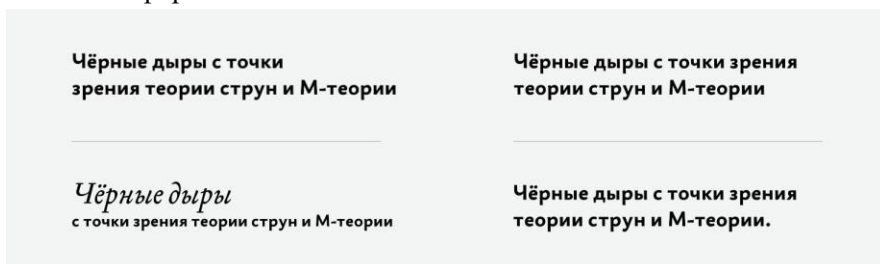 Чёрные дыры с точки
зрения теории струн и М-теории
Чёрные дыры с точки зрения
теории струн и М-теории
Чёрные дыры
с точки зрения теории струн и М-теории
Чёрные дыры с точки зрения
теории струн и М-теории.